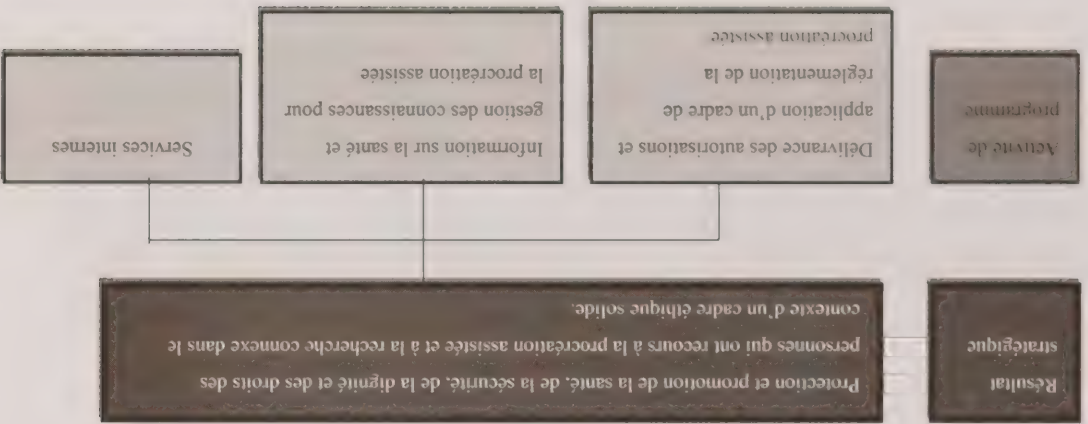 Résultat
stratégique
Protection et promotion de la santé, de la sécurité, de la dignité et des droits des
personnes qui ont recours à la procréation assistée et à la recherche connexe dans le
contexte d'un cadre éthique solide.
Activité de
programme
Délivrance des autorisations et
application d'un cadre de
réglementation de la
procréation assistée
Information sur la santé et
gestion des connaissances pour
la procréation assistée
Services internes